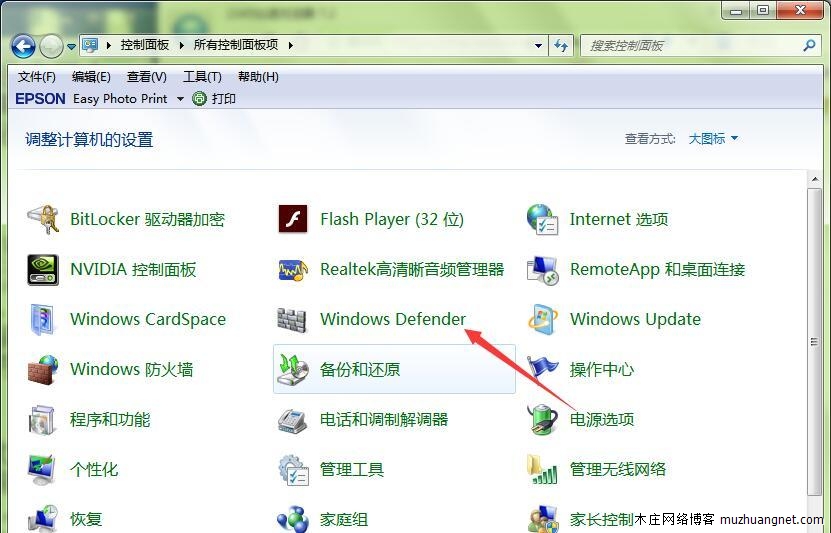 控制面板 所有控制面板项 搜索控制面板
文件(F) 编辑(E) 查看(V) 工具(T) 帮助(H)
EPSON Easy Photo Print 打印
调整计算机的设置 查看方式: 大图标
BitLocker 驱动器加密 Flash Player (32 位) Internet 选项
NVIDIA 控制面板 Realtek高清晰音频管理器 RemoteApp 和桌面连接
Windows CardSpace Windows Defender Windows Update
Windows 防火墙 备份和还原 操作中心
程序和功能 电话和调制解调器 电源选项
个性化 管理工具 管理无线网络
恢复 家庭组 家长控制
木庄网络博客 muzhuangnet.com